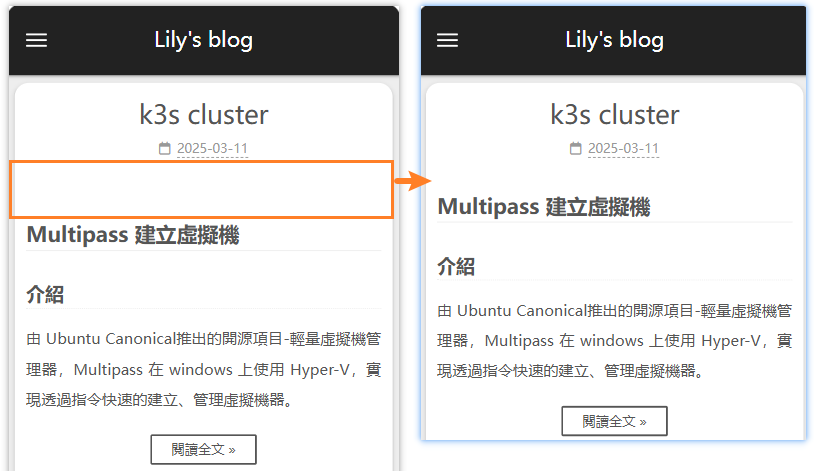 Lily's blog
k3s cluster
2025-03-11
Multipass 建立虛擬機
介紹
由 Ubuntu Canonical推出的開源項目-輕量虛擬機管
理器，Multipass 在 windows 上使用 Hyper-V，實
現透過指令快速的建立、管理虛擬機器。
閱讀全文 »
Lily's blog
k3s cluster
2025-03-11
Multipass 建立虛擬機
介紹
由 Ubuntu Canonical推出的開源項目-輕量虛擬機管
理器，Multipass 在 windows 上使用 Hyper-V，實
現透過指令快速的建立、管理虛擬機器。
閱讀全文 »